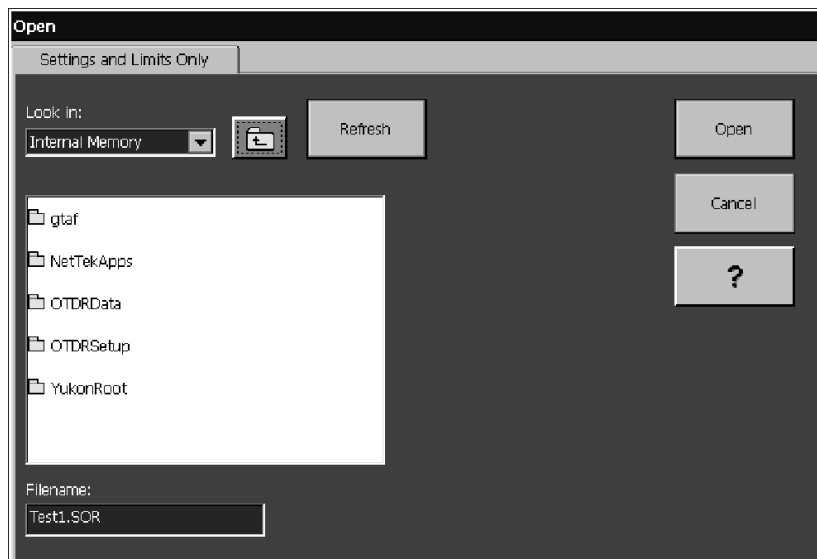 Open
Settings and Limits Only
Look in:
Internal Memory
Refresh
Open
Cancel
?
gtaf
NetTekApps
OTDRData
OTDRSetup
YukonRoot
Filename:
Test1.SOR